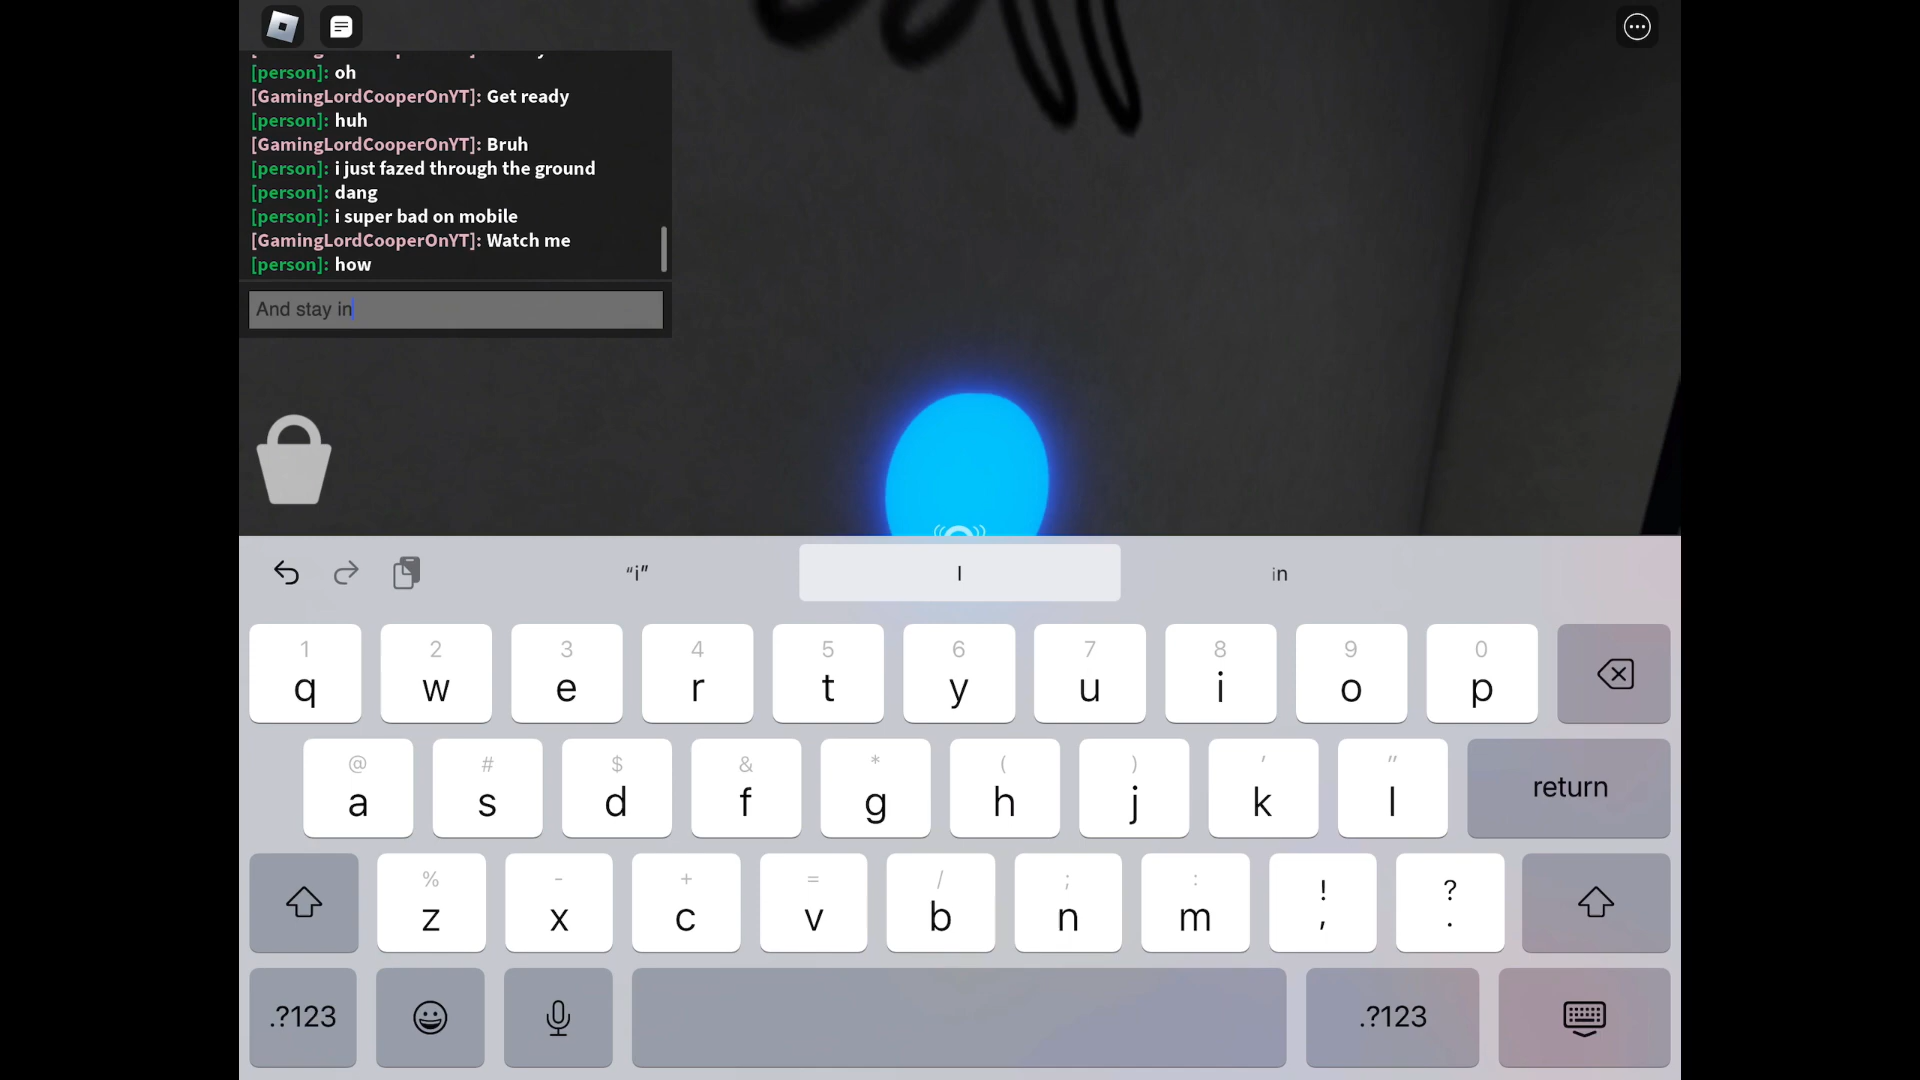 [person]: oh
[GamingLordCooperOnYT]: Get ready
[person]: huh
[GamingLordCooperOnYT]: Bruh
[person]: i just fazed through the ground
[person]: dang
[person]: i super bad on mobile
[GamingLordCooperOnYT]: Watch me
[person]: how
And stay in
“i” I in
1 2 3 4 5 6 7 8 9 0
q w e r t y u i o p
@ # $ & * ( ) ' "
a s d f g h j k l return
% - + = / ; : ! ?
z x c v b n m , .
.?123 .?123